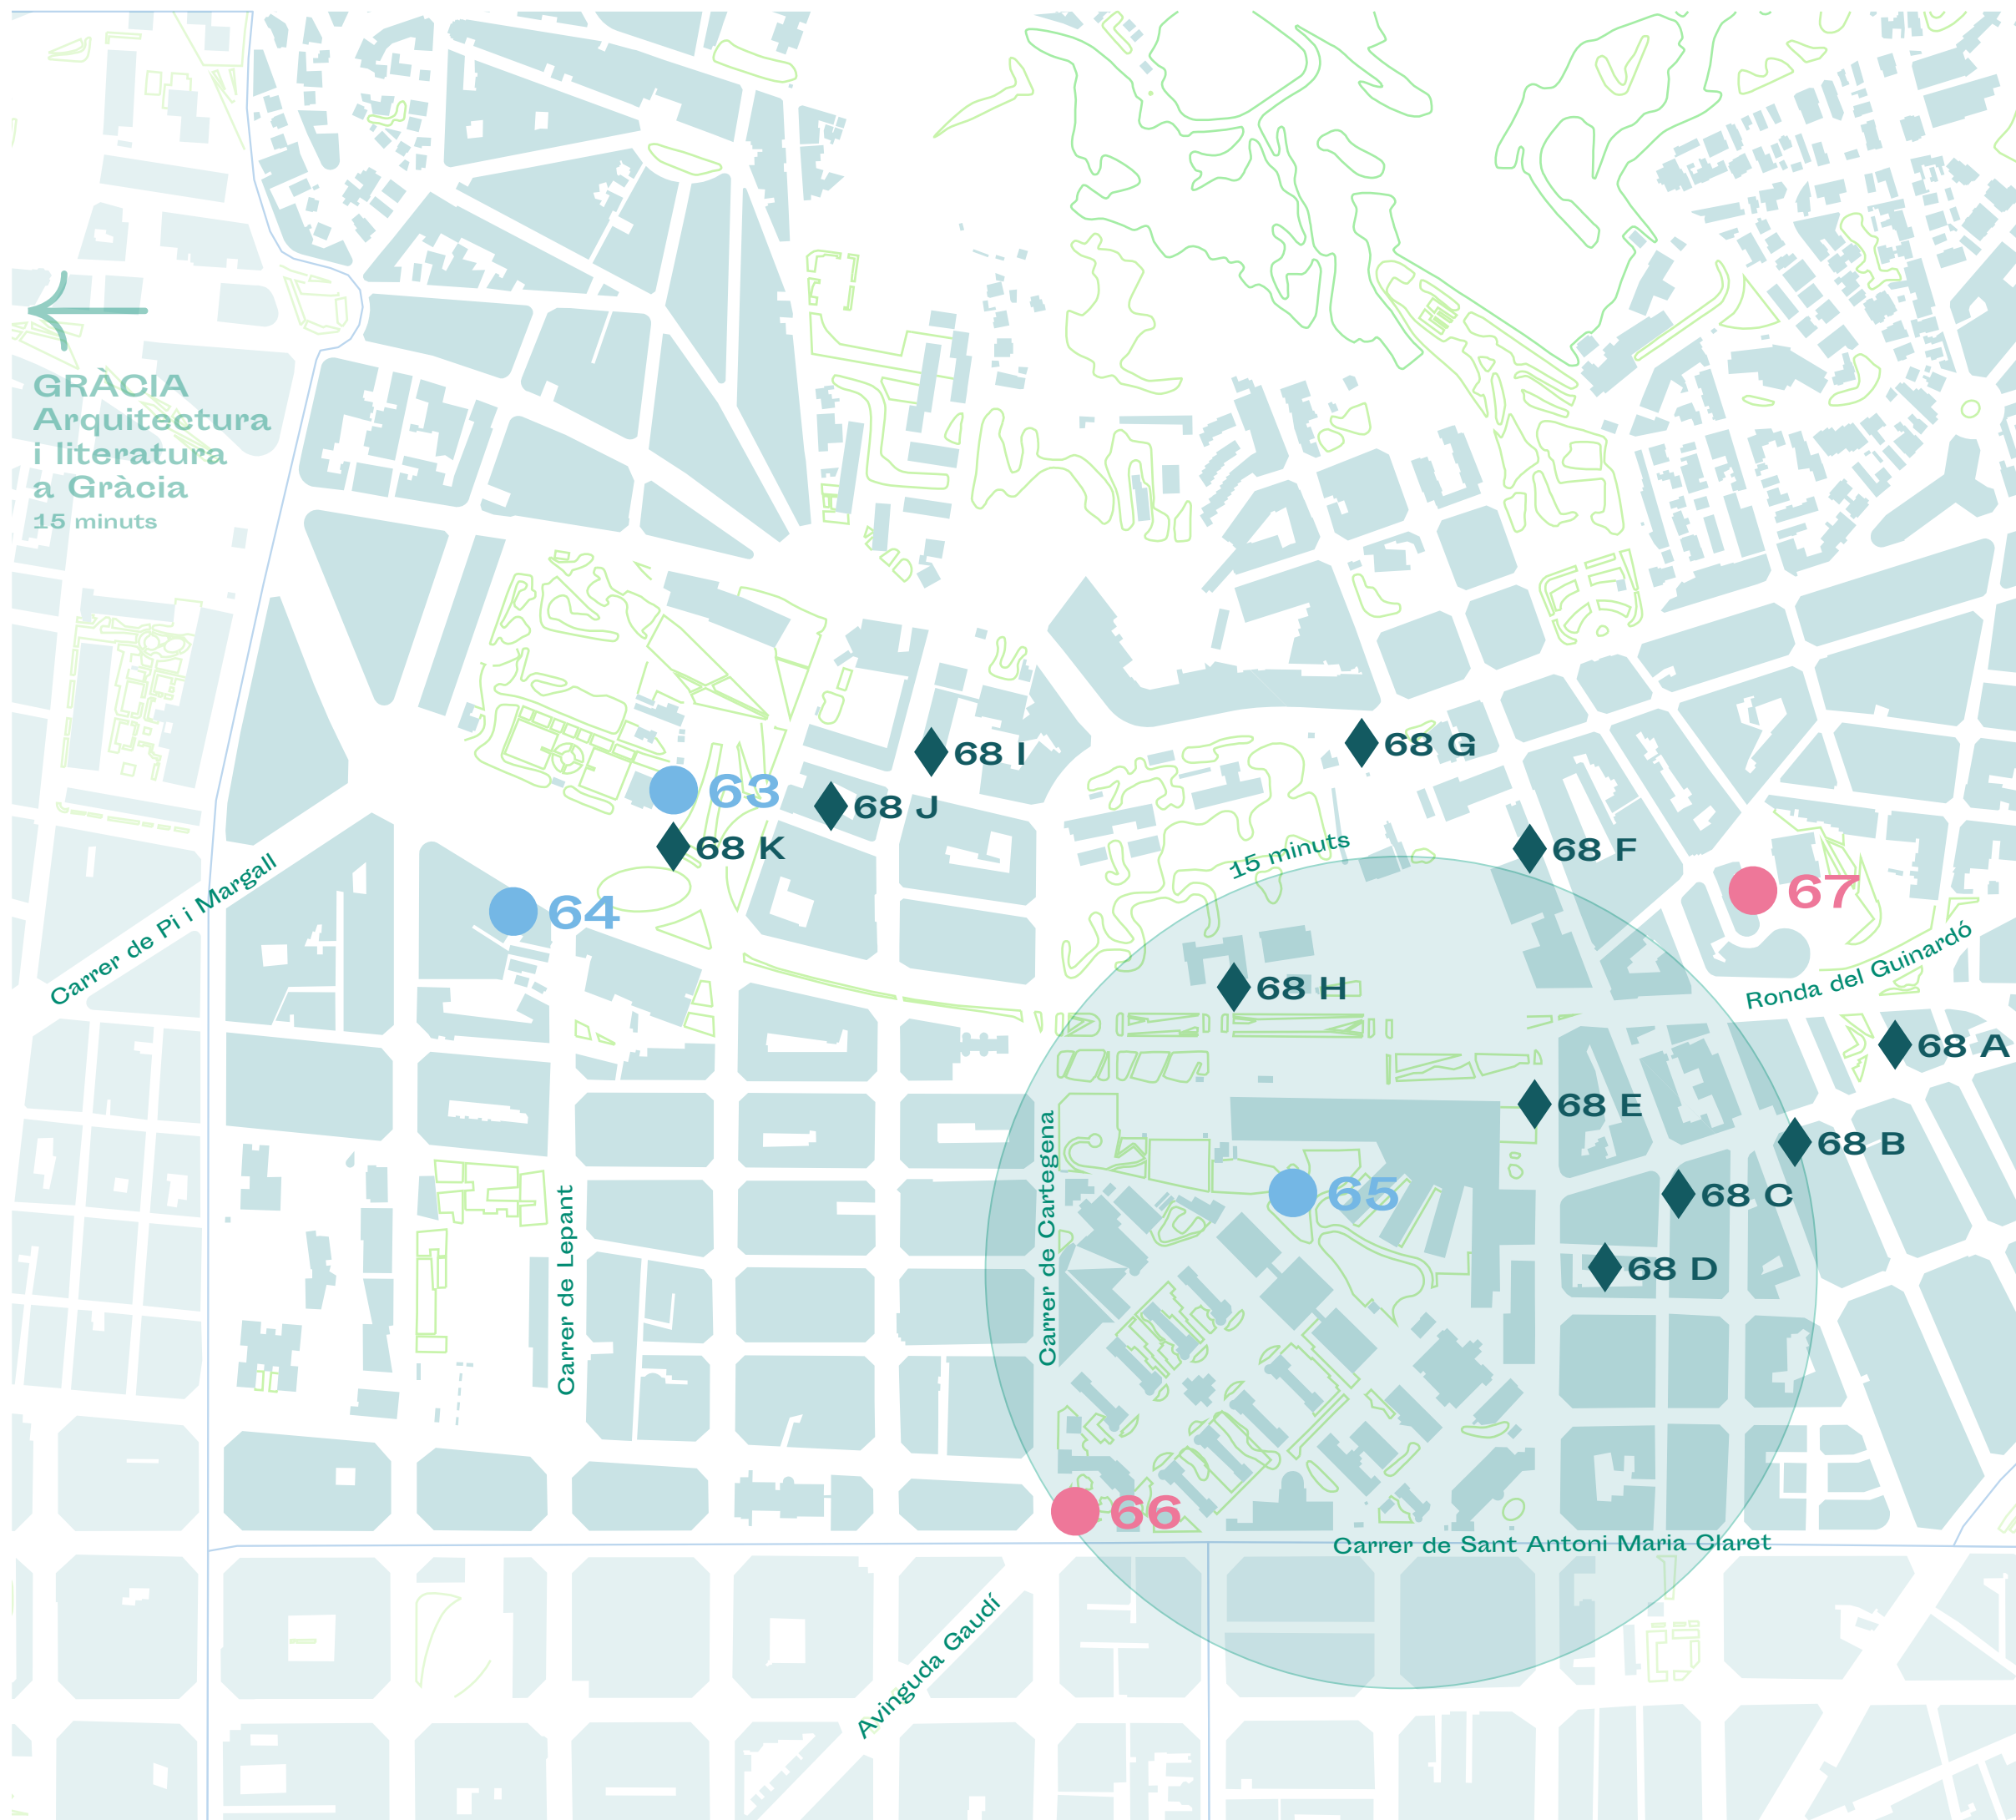 GRÀCIA
Arquitectura
i literatura
a Gràcia
15 minuts
68 G
68 I
63
68 J
68 K
68 F
15 minuts
67
64
Carrer de Pi i Margall
Ronda del Guinardó
68 H
68 A
68 E
68 B
65
68 C
Carrer de Cartegena
Carrer de Lepant
68 D
66
Carrer de Sant Antoni Maria Claret
Avinguda Gaudí